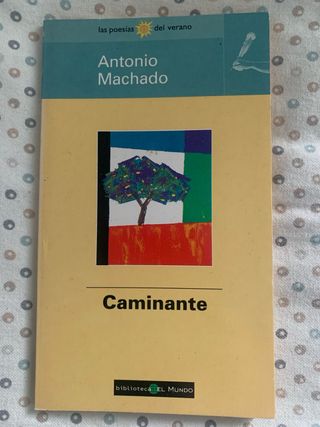 las poesías del verano
Antonio
Machado
Caminante
biblioteca EL MUNDO